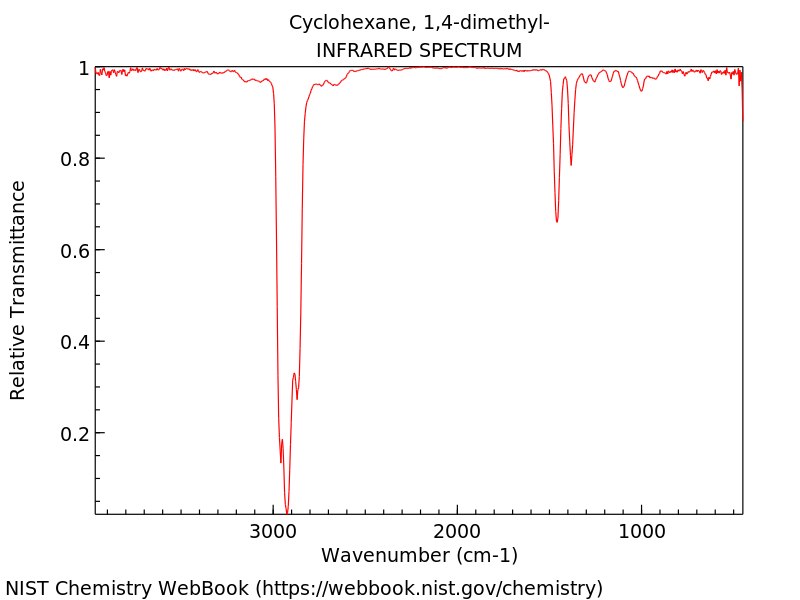 Cyclohexane, 1,4-dimethyl-
INFRARED SPECTRUM
1
0.8
0.6
0.4
0.2
Relative Transmittance
3000 2000 1000
Wavenumber (cm-1)
NIST Chemistry WebBook (https://webbook.nist.gov/chemistry)